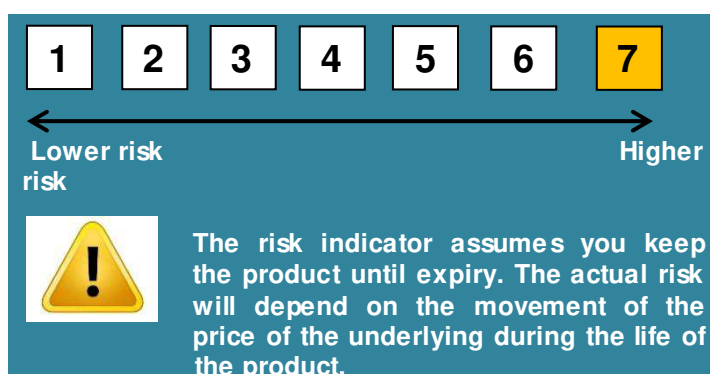 1 2 3 4 5 6 7
Lower risk Higher
risk
!
The risk indicator assumes you keep
the product until expiry. The actual risk
will depend on the movement of the
price of the underlying during the life of
the product.